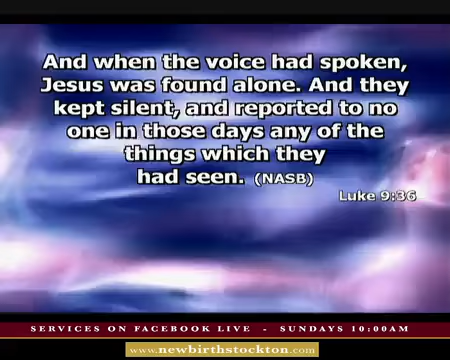 And when the voice had spoken,
Jesus was found alone. And they
kept silent, and reported to no
one in those days any of the
things which they
had seen. (NASB)
Luke 9:36
SERVICES ON FACEBOOK LIVE - SUNDAYS 10:00AM
www.newbirthstockton.com